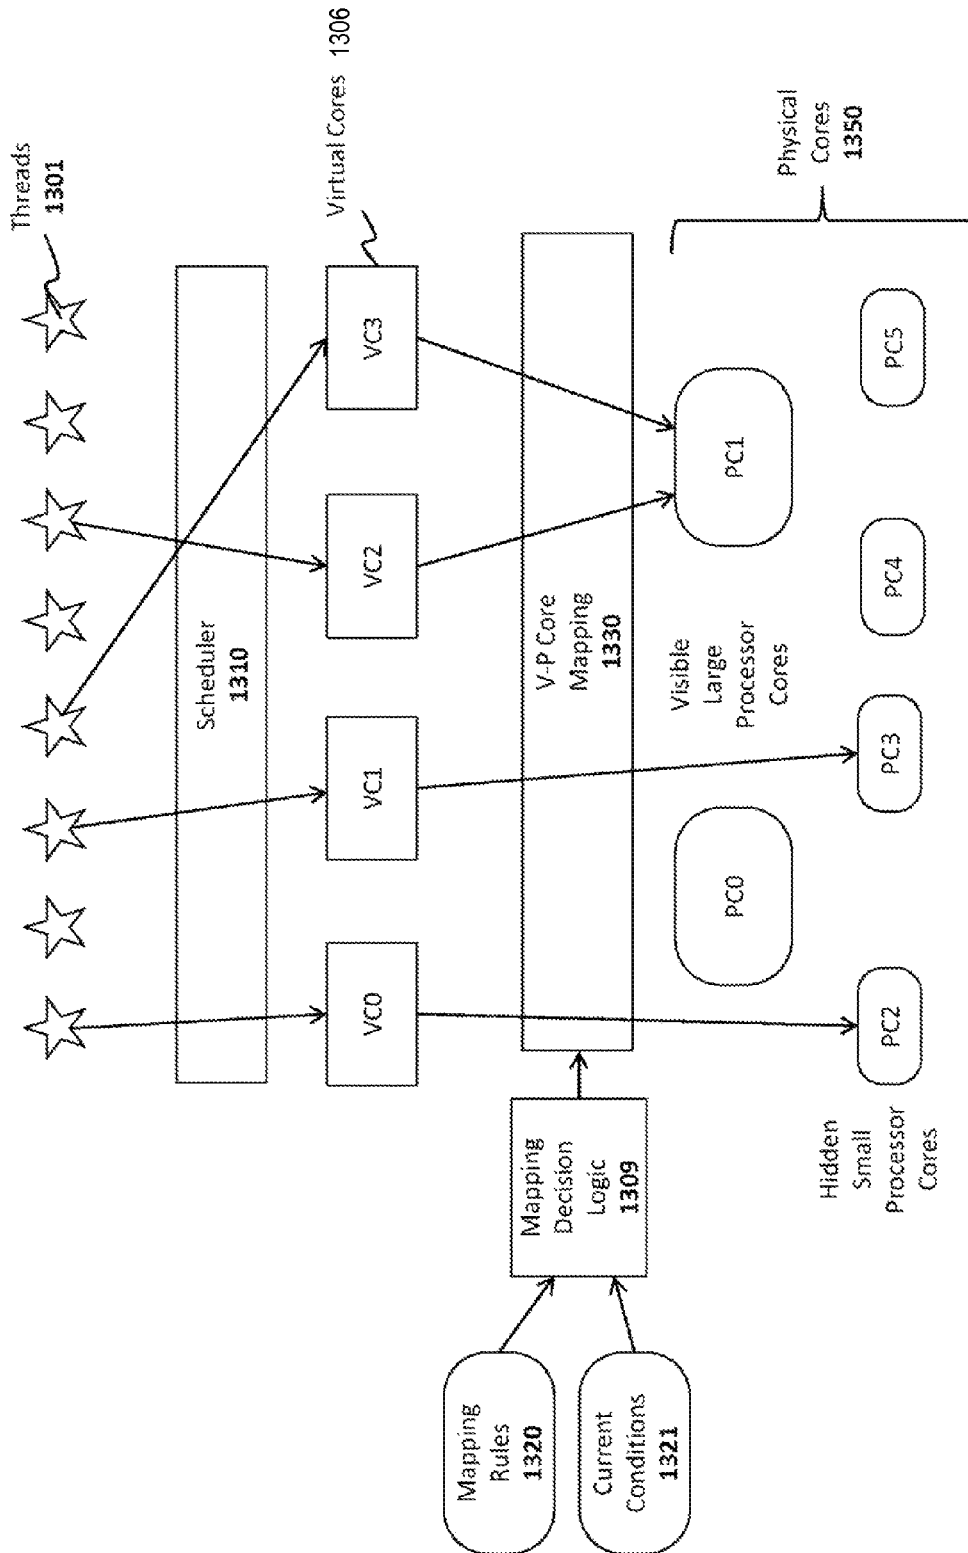 Threads
1301
Scheduler
1310
Virtual Cores 1306
VC0
VC1
VC2
VC3
Mapping
Rules
1320
Current
Conditions
1321
Mapping
Decision
Logic
1309
V-P Core
Mapping
1330
Visible
Large
Processor
Cores
PC0
PC1
Physical
Cores
1350
Hidden
Small
Processor
Cores
PC2
PC3
PC4
PC5